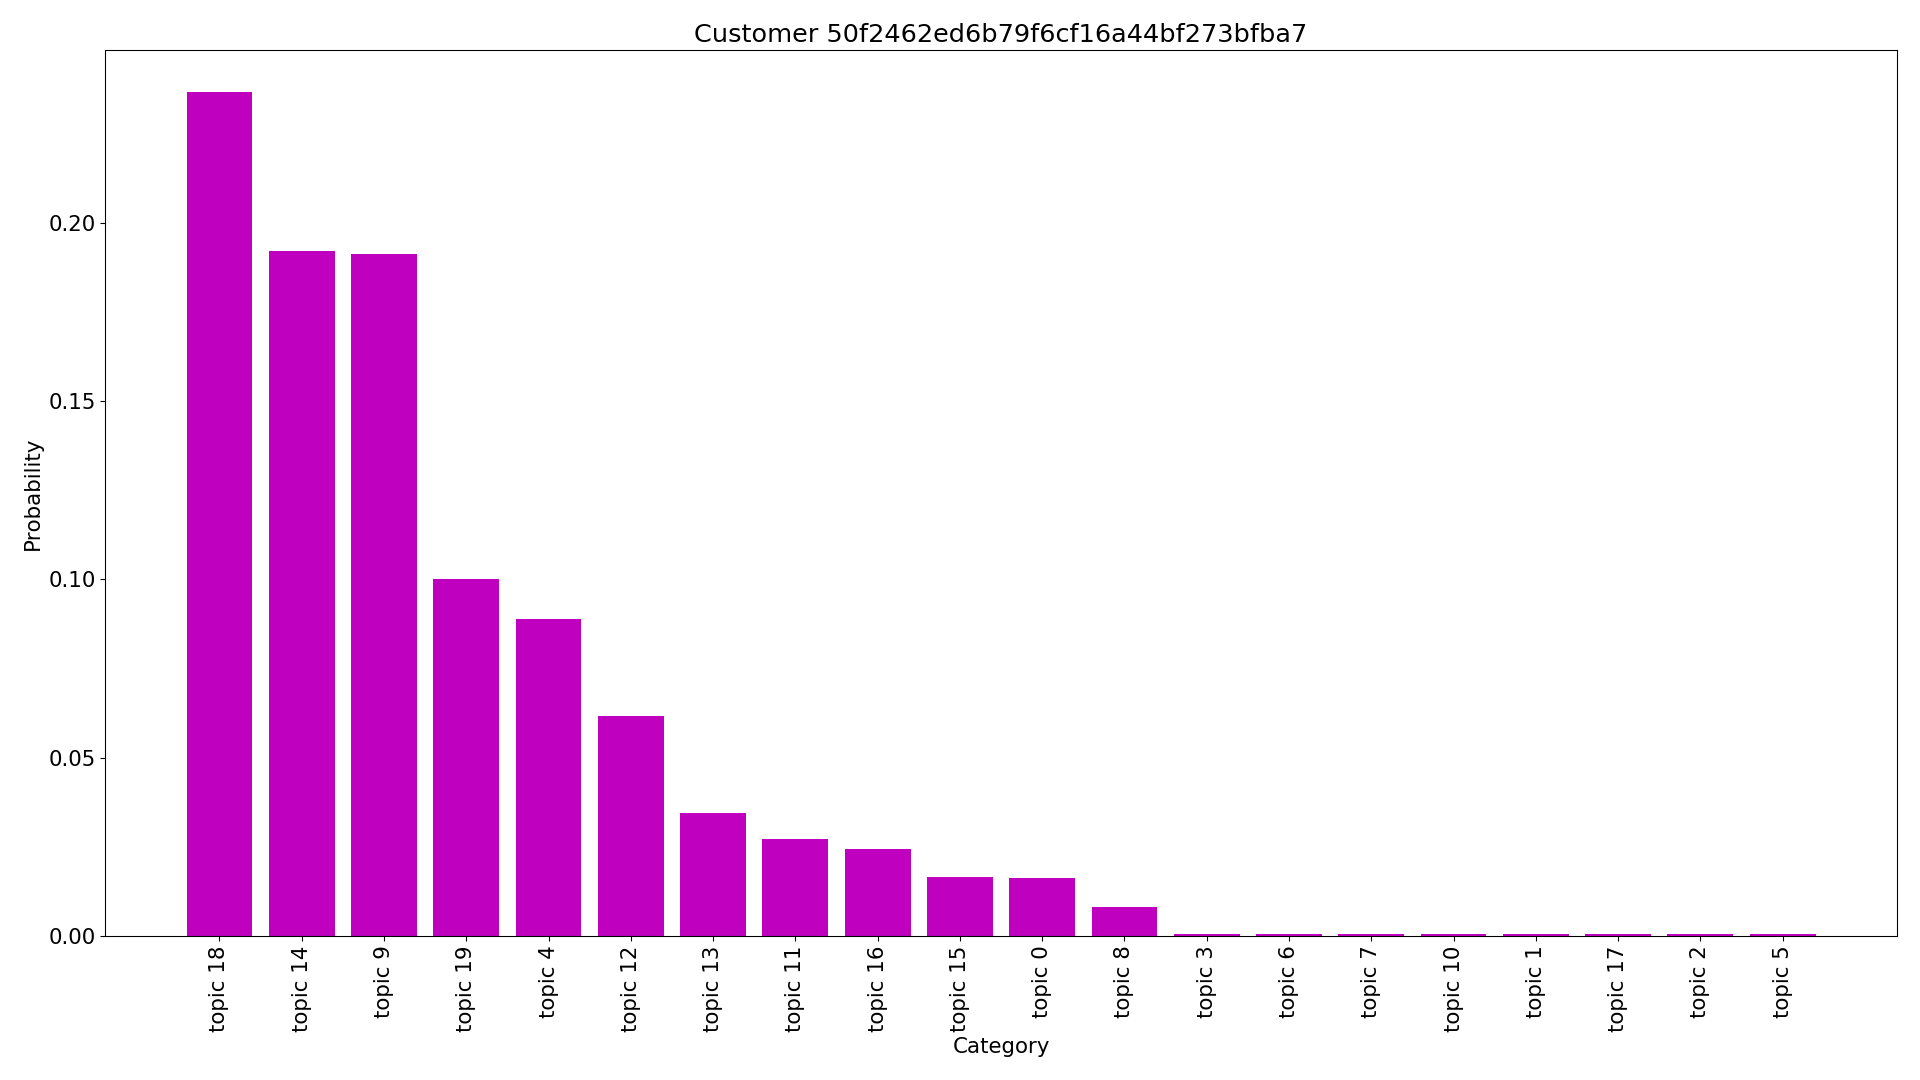 Customer 50f2462ed6b79f6cf16a44bf273bfba7
Probability
0.20
0.15
0.10
0.05
0.00
topic 18
topic 14
topic 9
topic 19
topic 4
topic 12
topic 13
topic 11
topic 16
topic 15
topic 0
topic 8
topic 3
topic 6
topic 7
topic 10
topic 1
topic 17
topic 2
topic 5
Category